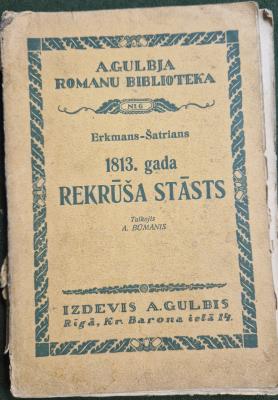 A.GULBJA
ROMANU BIBLIOTEKA
№ 6
Erkmans-Šatrians
1813. gada
REKRŪŠA STĀSTS
Tulkojis
A. BŪMANIS
IZDEVIS A.GULBIS
Rīgā, Kr. Barona ielā 14.